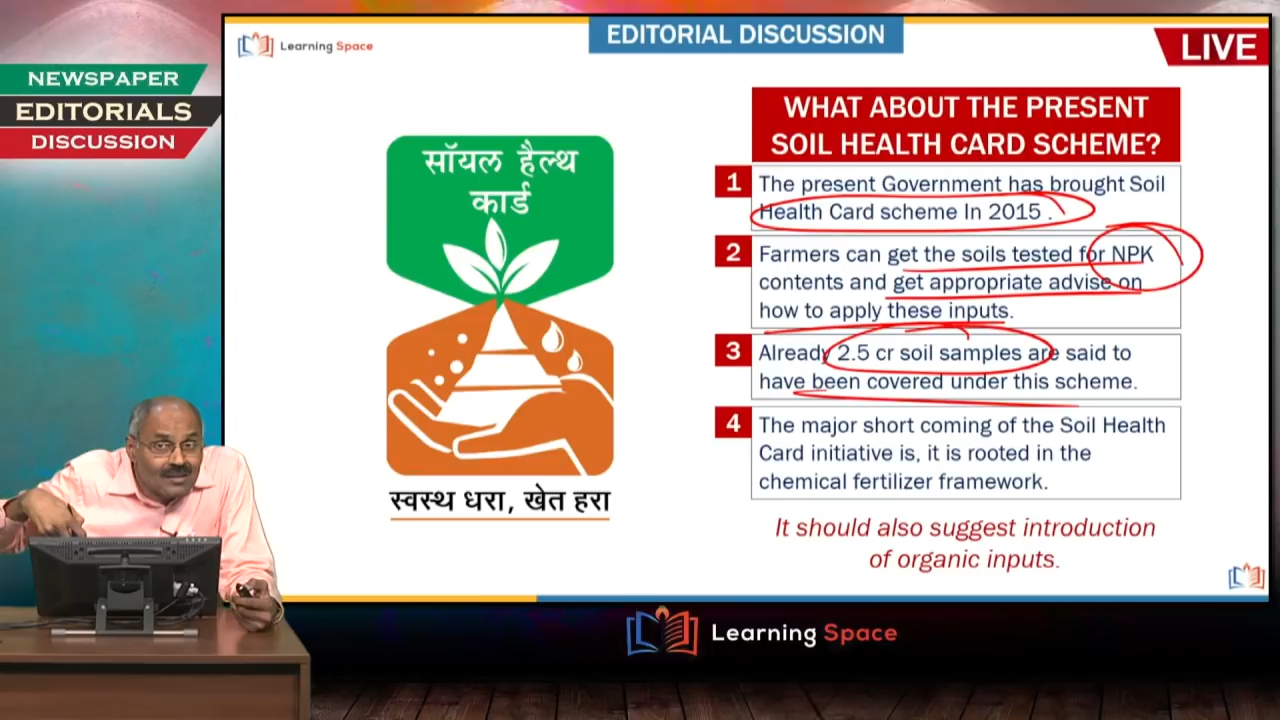 Learning Space
EDITORIAL DISCUSSION
LIVE
NEWSPAPER
EDITORIALS
DISCUSSION
सॉयल हैल्थ
कार्ड
स्वस्थ धरा, खेत हरा
WHAT ABOUT THE PRESENT
SOIL HEALTH CARD SCHEME?
1 The present Government has brought Soil
Health Card scheme In 2015 .
2 Farmers can get the soils tested for NPK
contents and get appropriate advise on
how to apply these inputs.
3 Already 2.5 cr soil samples are said to
have been covered under this scheme.
4 The major short coming of the Soil Health
Card initiative is, it is rooted in the
chemical fertilizer framework.
It should also suggest introduction
of organic inputs.
Learning Space